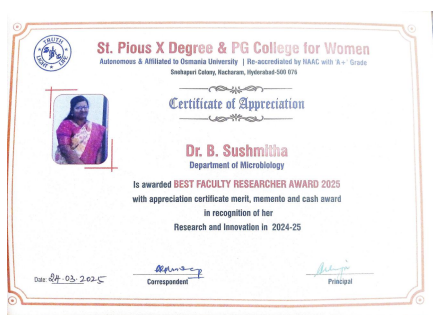 TRUTH
LIGHT
LIFE
St. Pious X Degree & PG College for Women
Autonomous & Affiliated to Osmania University | Re-accredited by NAAC with 'A+' Grade
Snehapuri Colony, Nacharam, Hyderabad-500 076
Certificate of Appreciation
Dr. B. Sushmitha
Department of Microbiology
Is awarded BEST FACULTY RESEARCHER AWARD 2025
with appreciation certificate merit, memento and cash award
in recognition of her
Research and Innovation in 2024-25
Date: 24.03.2025
Correspondent
Principal